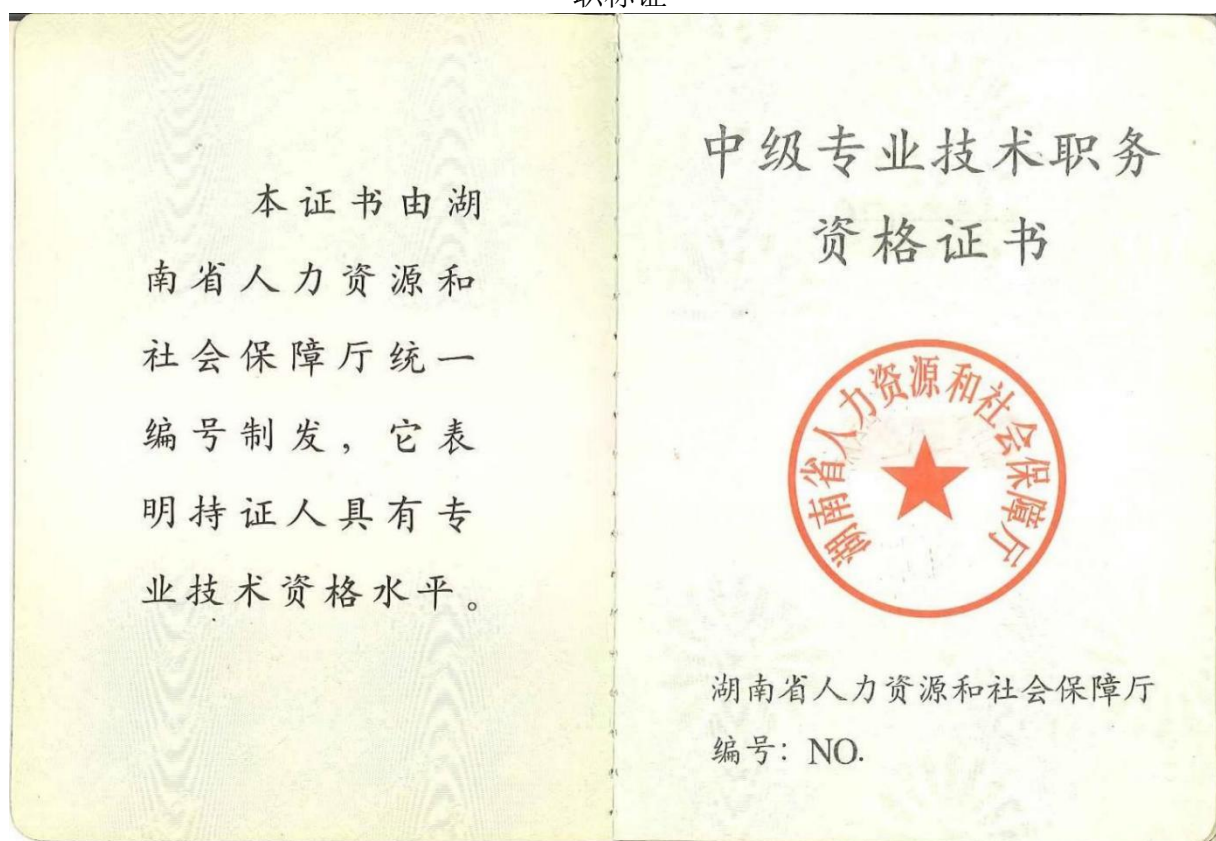 职称证
本证书由湖
南省人力资源和
社会保障厅统一
编号制发，它表
明持证人具有专
业技术资格水平。
中级专业技术职务
资格证书
湖南省人力资源和社会保障厅
湖南省人力资源和社会保障厅
编号：NO.